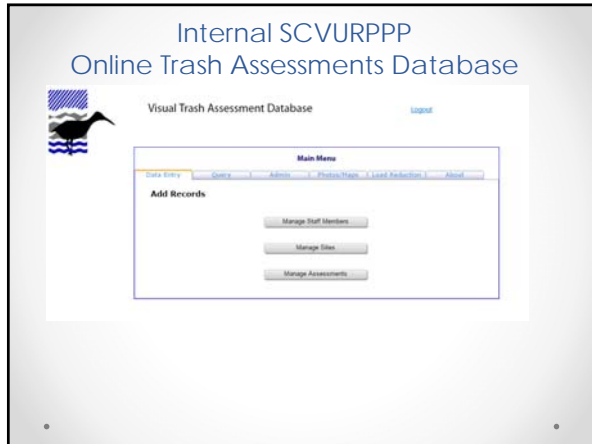 Internal SCVURPPP
Online Trash Assessments Database
Visual Trash Assessment Database
Logout
Main Menu
Data Entry
Query
Admin
Photos/Maps
Load Reduction
About
Add Records
Manage Staff Members
Manage Sites
Manage Assessments